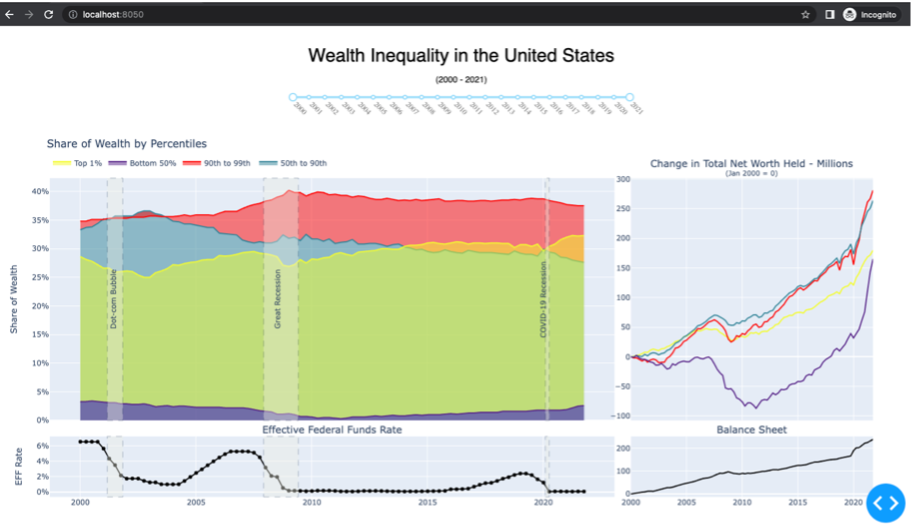 localhost:8050
Incognito
Wealth Inequality in the United States
(2000 - 2021)
2000 2001 2002 2003 2004 2005 2006 2007 2008 2009 2010 2011 2012 2013 2014 2015 2016 2017 2018 2019 2020 2021
Share of Wealth by Percentiles
Top 1% Bottom 50% 90th to 99th 50th to 90th
Share of Wealth
40%
35%
30%
25%
20%
15%
10%
5%
0%
Dot-com Bubble
Great Recession
COVID-19 Recession
Change in Total Net Worth Held - Millions
(Jan 2000 = 0)
300
250
200
150
100
50
0
−50
−100
Effective Federal Funds Rate
EFF Rate
6%
4%
2%
0%
2000 2005 2010 2015 2020
Balance Sheet
200
100
0
2000 2005 2010 2015 2020